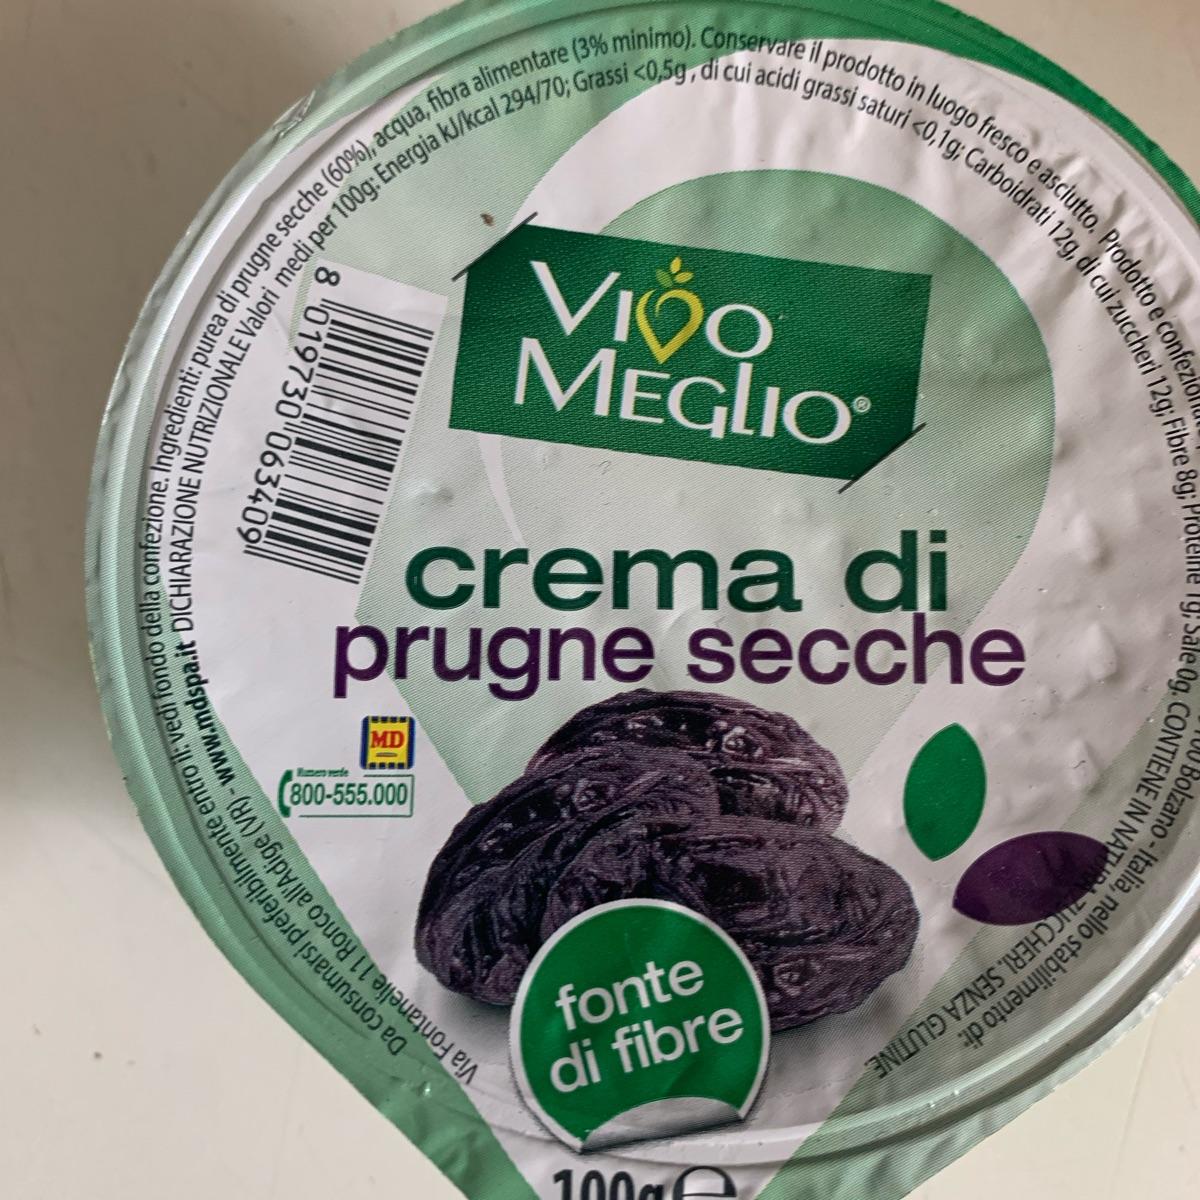 Da consumarsi preferibilmente entro il: vedi fondo della confezione. Ingredienti: purea di prugne secche (60%), acqua, fibra alimentare (3% minimo). Conservare il prodotto in luogo fresco e asciutto. Prodotto e Bolzano - Italia, nello stabilimento di:
Via Fontanelle 11 Ronco all'Adige (VR) - www.mdspa.it DICHIARAZIONE NUTRIZIONALE Valori medi per 100g: Energia kJ/kcal 294/70; Grassi <0,5g, di cui acidi grassi saturi <0,1g; Carboidrati 12g, di cui zuccheri 12g; Fibre 8g; Proteine 1g; Sale 0g. CONTIENE IN NATURA ZUCCHERI. SENZA GLUTINE.
8 019730 063409
VIVO
MEGLIO®
crema di
prugne secche
MD
Numero verde
800-555.000
fonte
di fibre
100g ℮